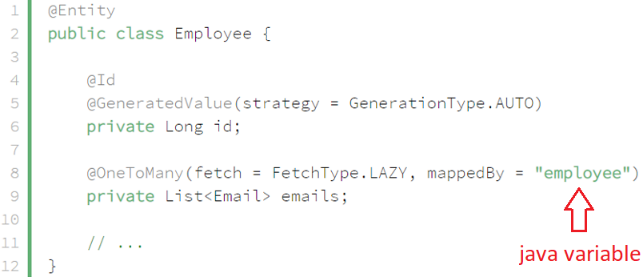 1 @Entity
2 public class Employee {
3
4 @Id
5 @GeneratedValue(strategy = GenerationType.AUTO)
6 private Long id;
7
8 @OneToMany(fetch = FetchType.LAZY, mappedBy = "employee")
9 private List<Email> emails;
10
11 // ...
12 }
java variable